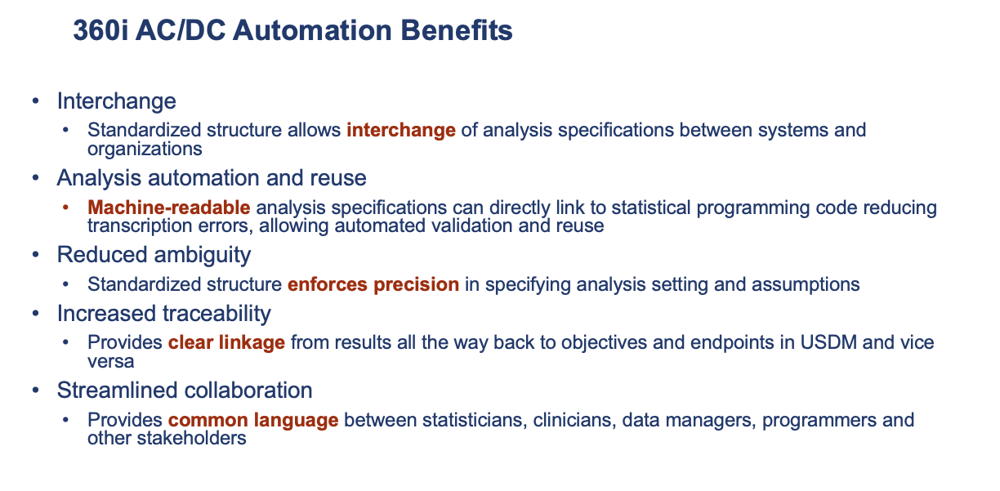 360i AC/DC Automation Benefits
• Interchange
• Standardized structure allows interchange of analysis specifications between systems and
organizations
• Analysis automation and reuse
• Machine-readable analysis specifications can directly link to statistical programming code reducing
transcription errors, allowing automated validation and reuse
• Reduced ambiguity
• Standardized structure enforces precision in specifying analysis setting and assumptions
• Increased traceability
• Provides clear linkage from results all the way back to objectives and endpoints in USDM and vice
versa
• Streamlined collaboration
• Provides common language between statisticians, clinicians, data managers, programmers and
other stakeholders